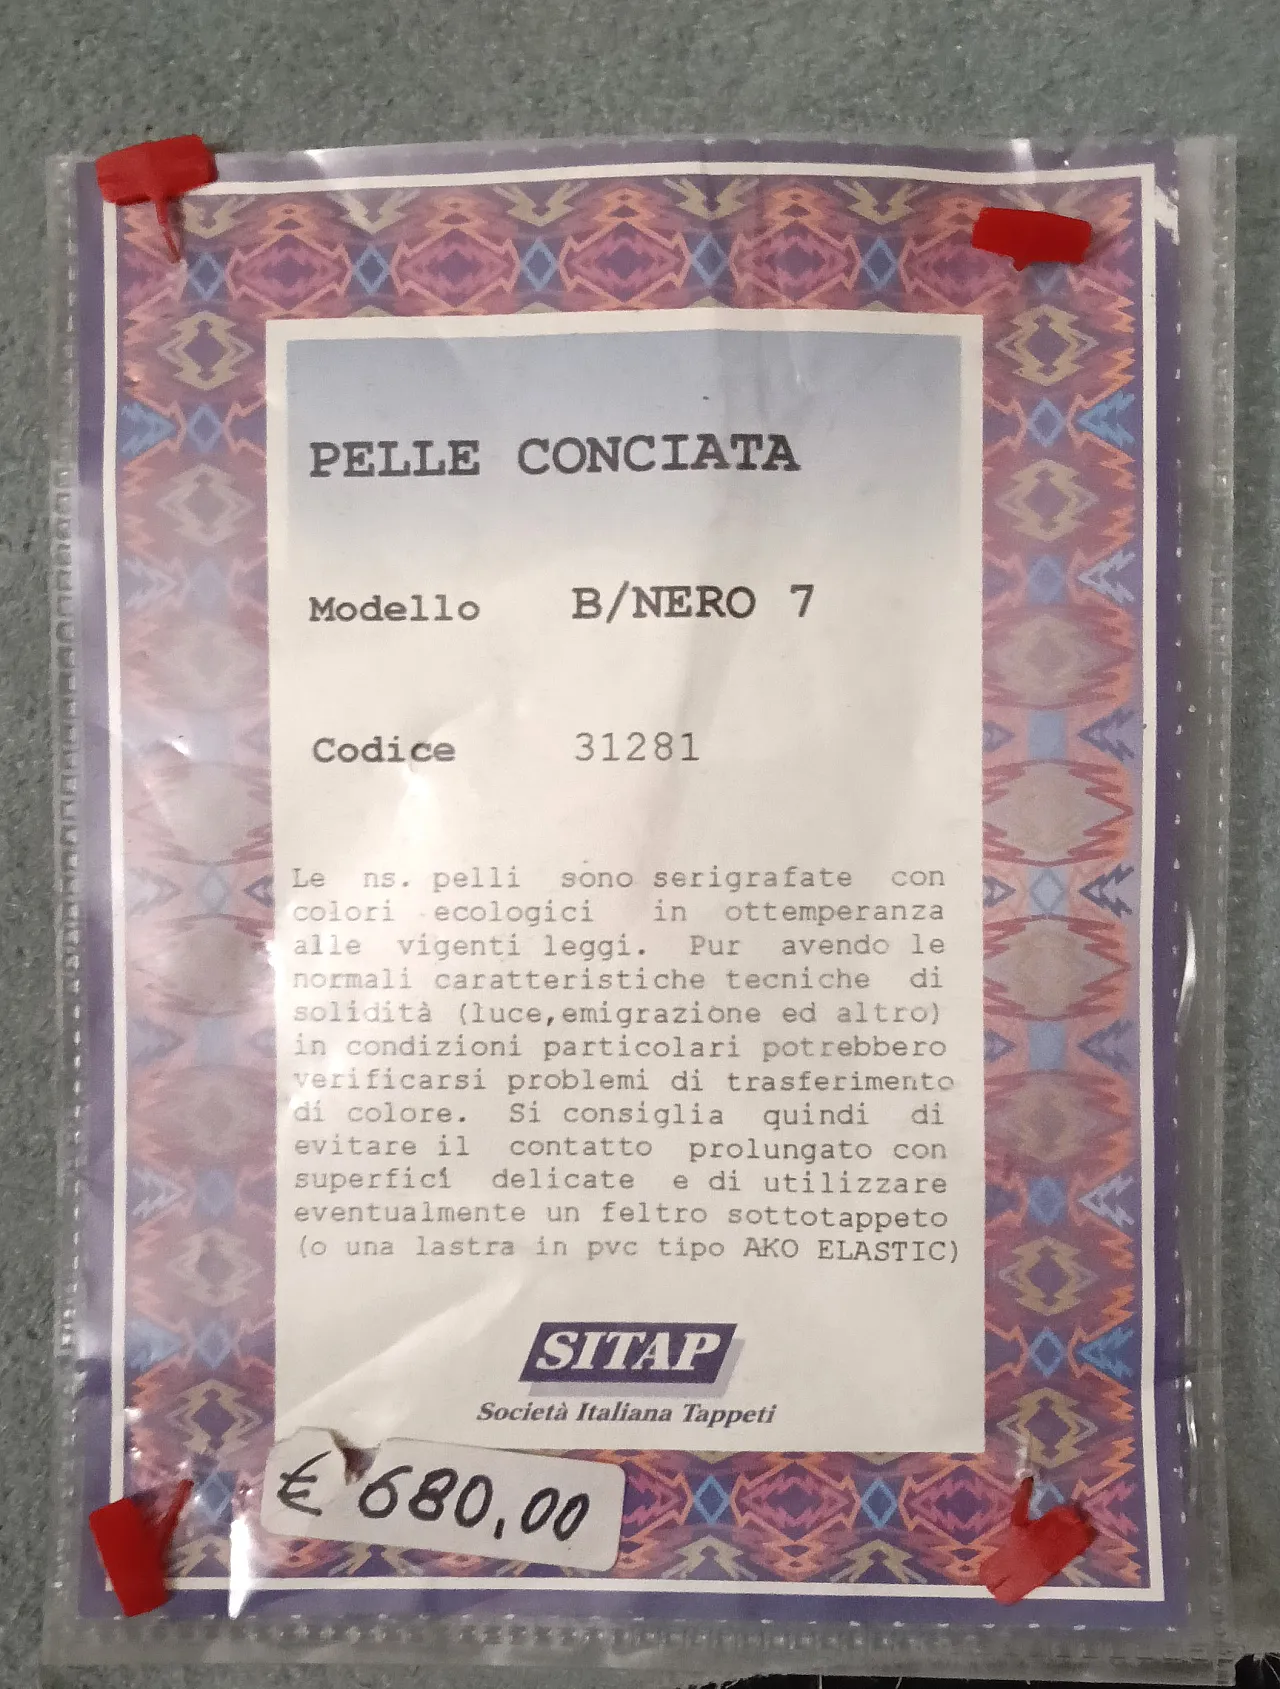 PELLE CONCIATA
Modello B/NERO 7
Codice 31281
Le ns. pelli sono serigrafate con
colori ecologici in ottemperanza
alle vigenti leggi. Pur avendo le
normali caratteristiche tecniche di
solidità (luce,emigrazione ed altro)
in condizioni particolari potrebbero
verificarsi problemi di trasferimento
di colore. Si consiglia quindi di
evitare il contatto prolungato con
superfici delicate e di utilizzare
eventualmente un feltro sottotappeto
(o una lastra in pvc tipo AKO ELASTIC)
SITAP
Società Italiana Tappeti
€ 680,00